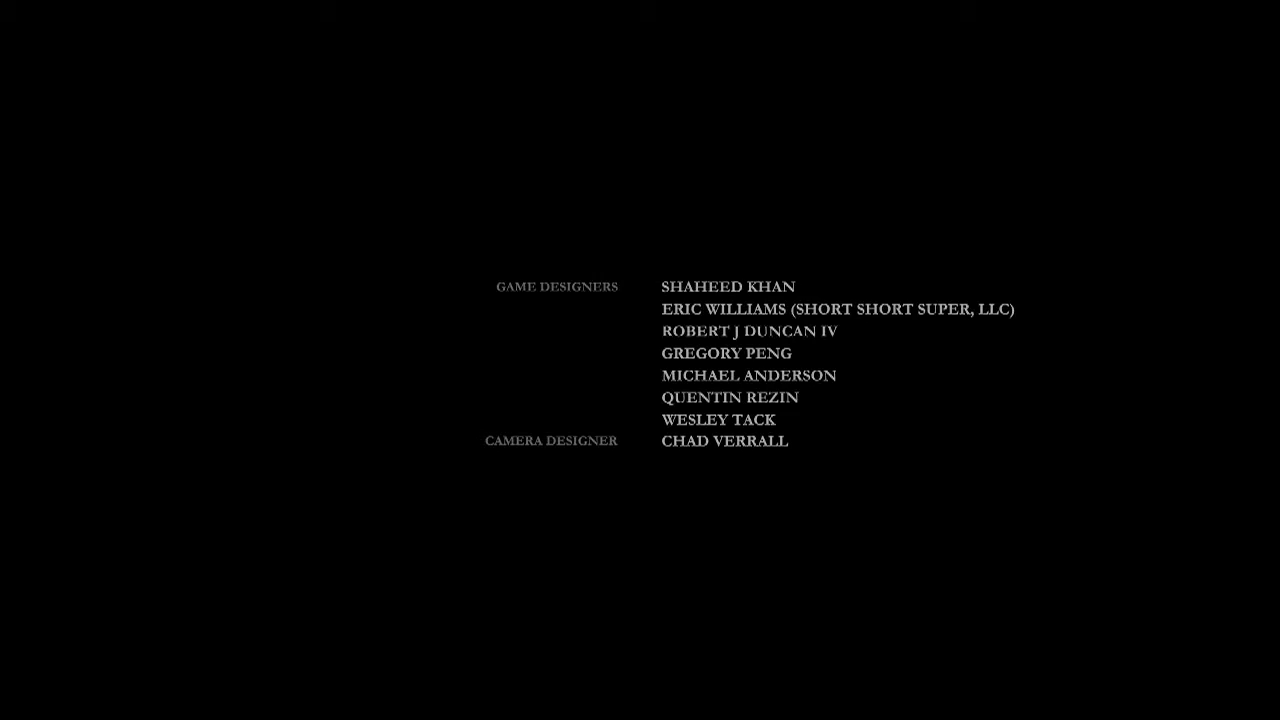 GAME DESIGNERS SHAHEED KHAN
ERIC WILLIAMS (SHORT SHORT SUPER, LLC)
ROBERT J DUNCAN IV
GREGORY PENG
MICHAEL ANDERSON
QUENTIN REZIN
WESLEY TACK
CAMERA DESIGNER CHAD VERRALL